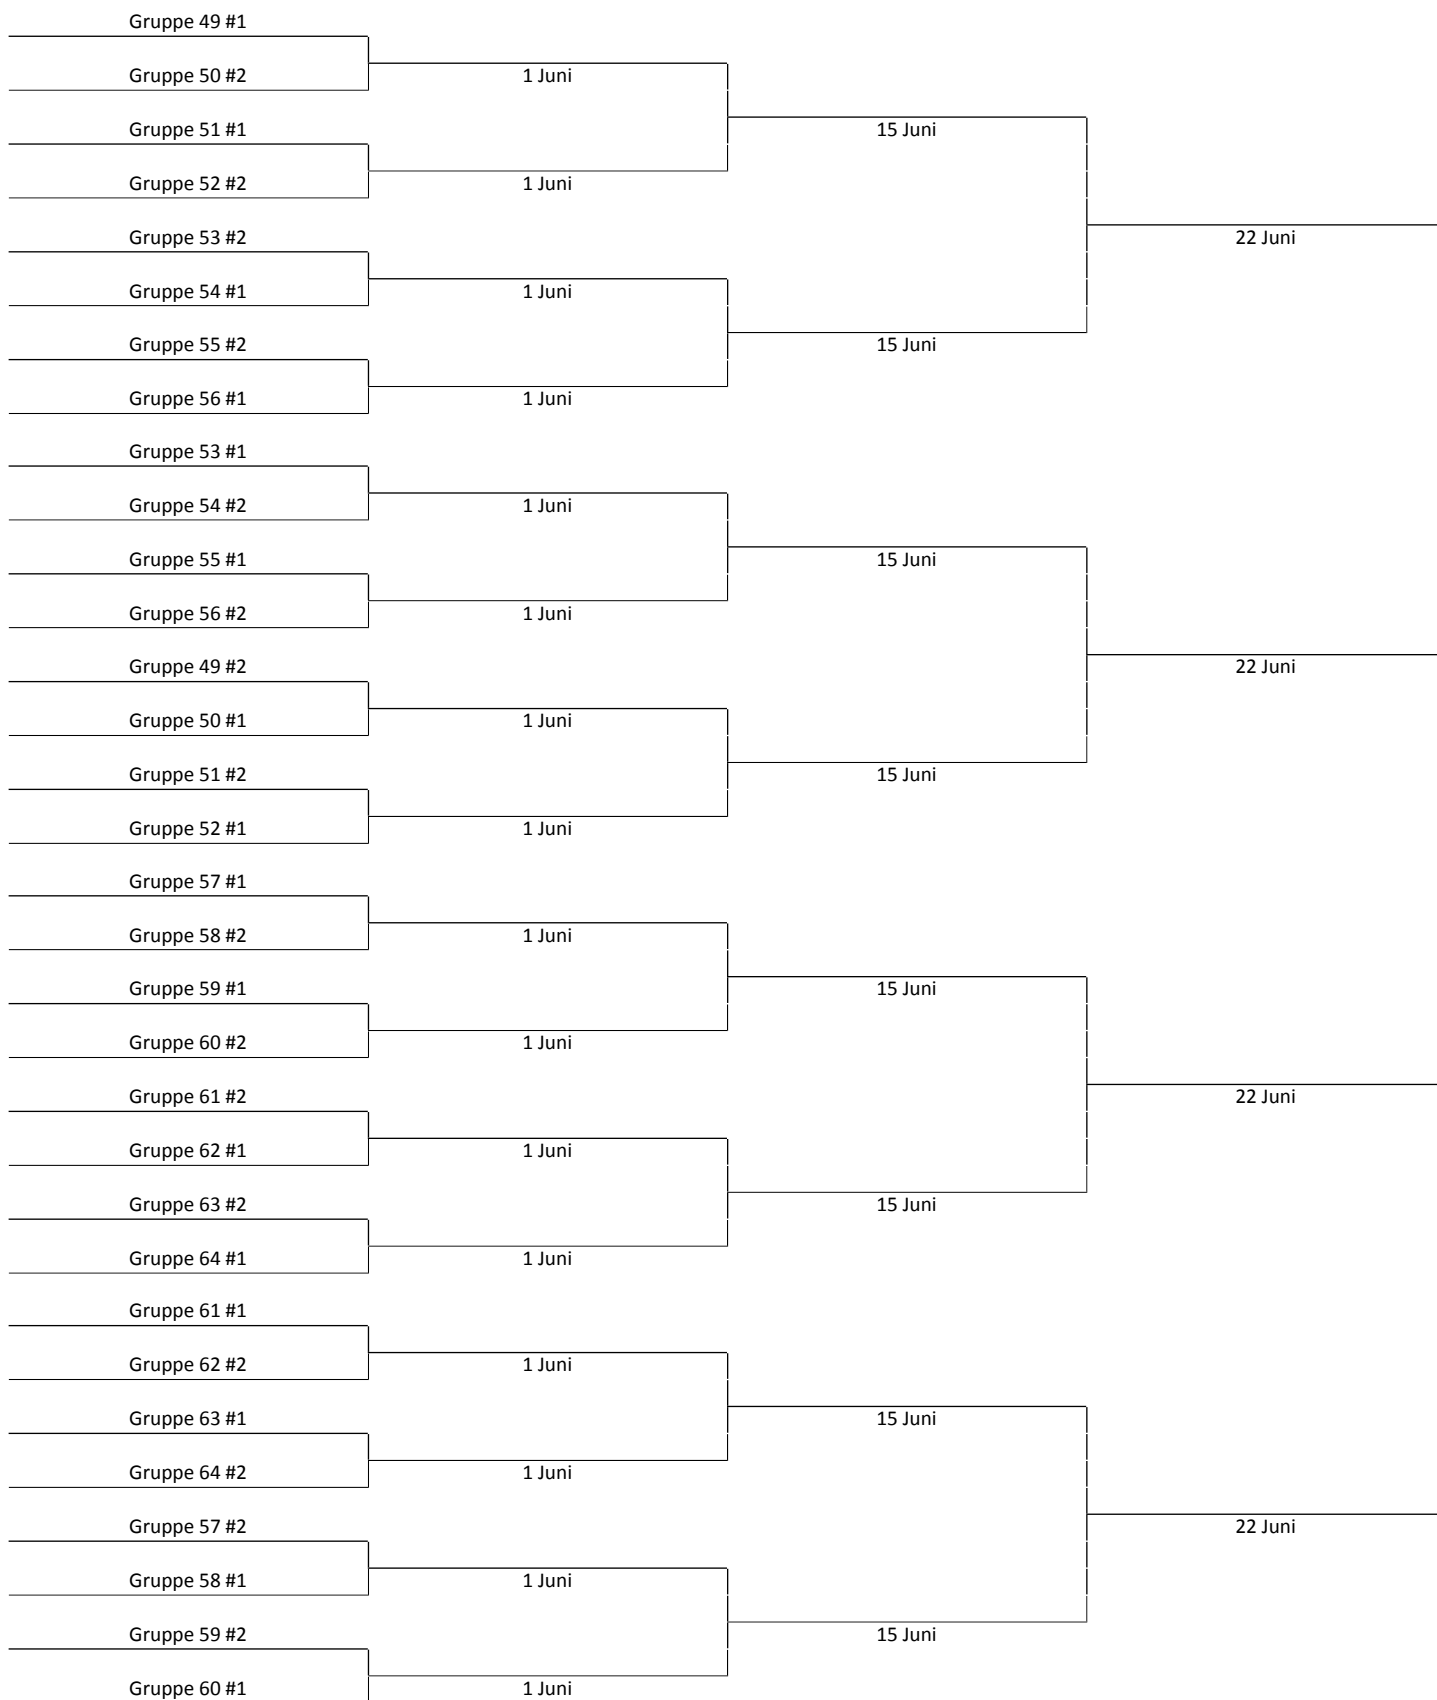 Gruppe 49 #1
Gruppe 50 #2 1 Juni
Gruppe 51 #1 15 Juni
Gruppe 52 #2 1 Juni
Gruppe 53 #2 22 Juni
Gruppe 54 #1 1 Juni
Gruppe 55 #2 15 Juni
Gruppe 56 #1 1 Juni
Gruppe 53 #1
Gruppe 54 #2 1 Juni
Gruppe 55 #1 15 Juni
Gruppe 56 #2 1 Juni
Gruppe 49 #2 22 Juni
Gruppe 50 #1 1 Juni
Gruppe 51 #2 15 Juni
Gruppe 52 #1 1 Juni
Gruppe 57 #1
Gruppe 58 #2 1 Juni
Gruppe 59 #1 15 Juni
Gruppe 60 #2 1 Juni
Gruppe 61 #2 22 Juni
Gruppe 62 #1 1 Juni
Gruppe 63 #2 15 Juni
Gruppe 64 #1 1 Juni
Gruppe 61 #1
Gruppe 62 #2 1 Juni
Gruppe 63 #1 15 Juni
Gruppe 64 #2 1 Juni
Gruppe 57 #2 22 Juni
Gruppe 58 #1 1 Juni
Gruppe 59 #2 15 Juni
Gruppe 60 #1 1 Juni